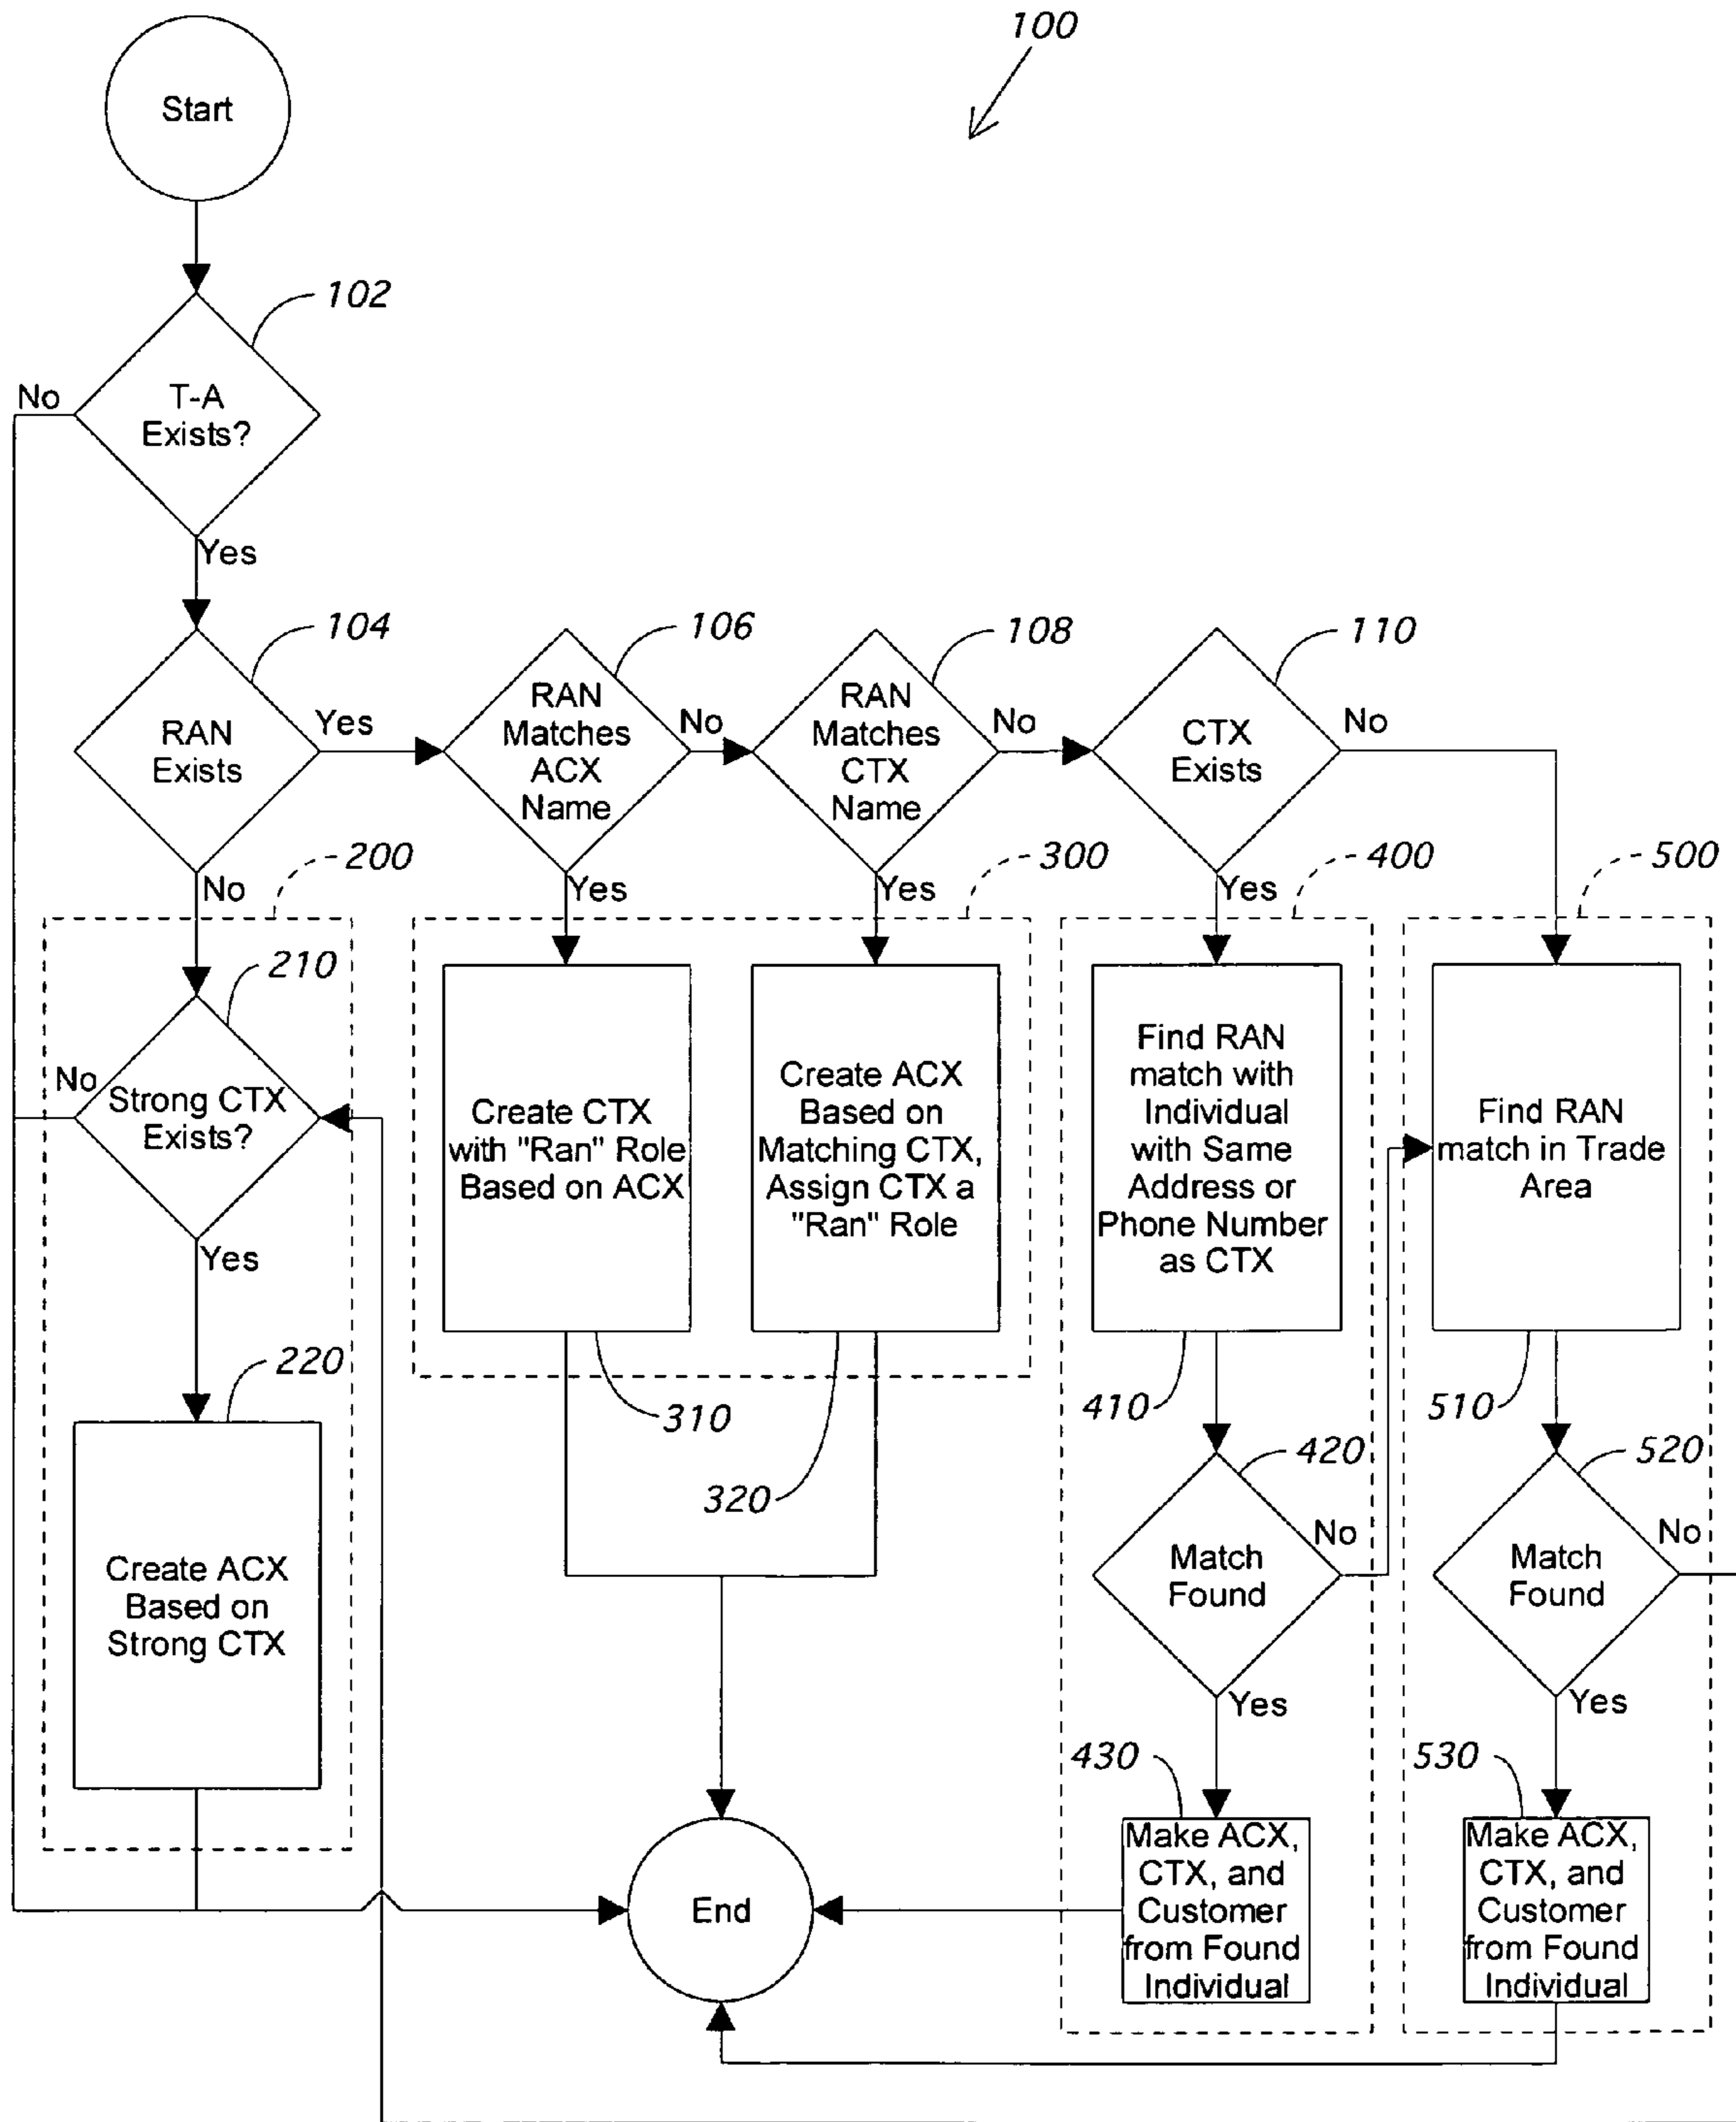 100
Start
102
T-A
Exists?
No
Yes
104
RAN
Exists
Yes
No
106
RAN
Matches
ACX
Name
No
Yes
108
RAN
Matches
CTX
Name
No
Yes
110
CTX
Exists
No
Yes
200
210
Strong CTX
Exists?
No
Yes
220
Create ACX
Based on
Strong CTX
300
Create CTX
with "Ran" Role
Based on ACX
310
Create ACX
Based on
Matching CTX,
Assign CTX a
"Ran" Role
320
400
Find RAN
match with
Individual
with Same
Address or
Phone Number
as CTX
410
420
Match
Found
No
Yes
430
Make ACX,
CTX, and
Customer
from Found
Individual
500
Find RAN
match in Trade
Area
510
520
Match
Found
No
Yes
530
Make ACX,
CTX, and
Customer
from Found
Individual
End